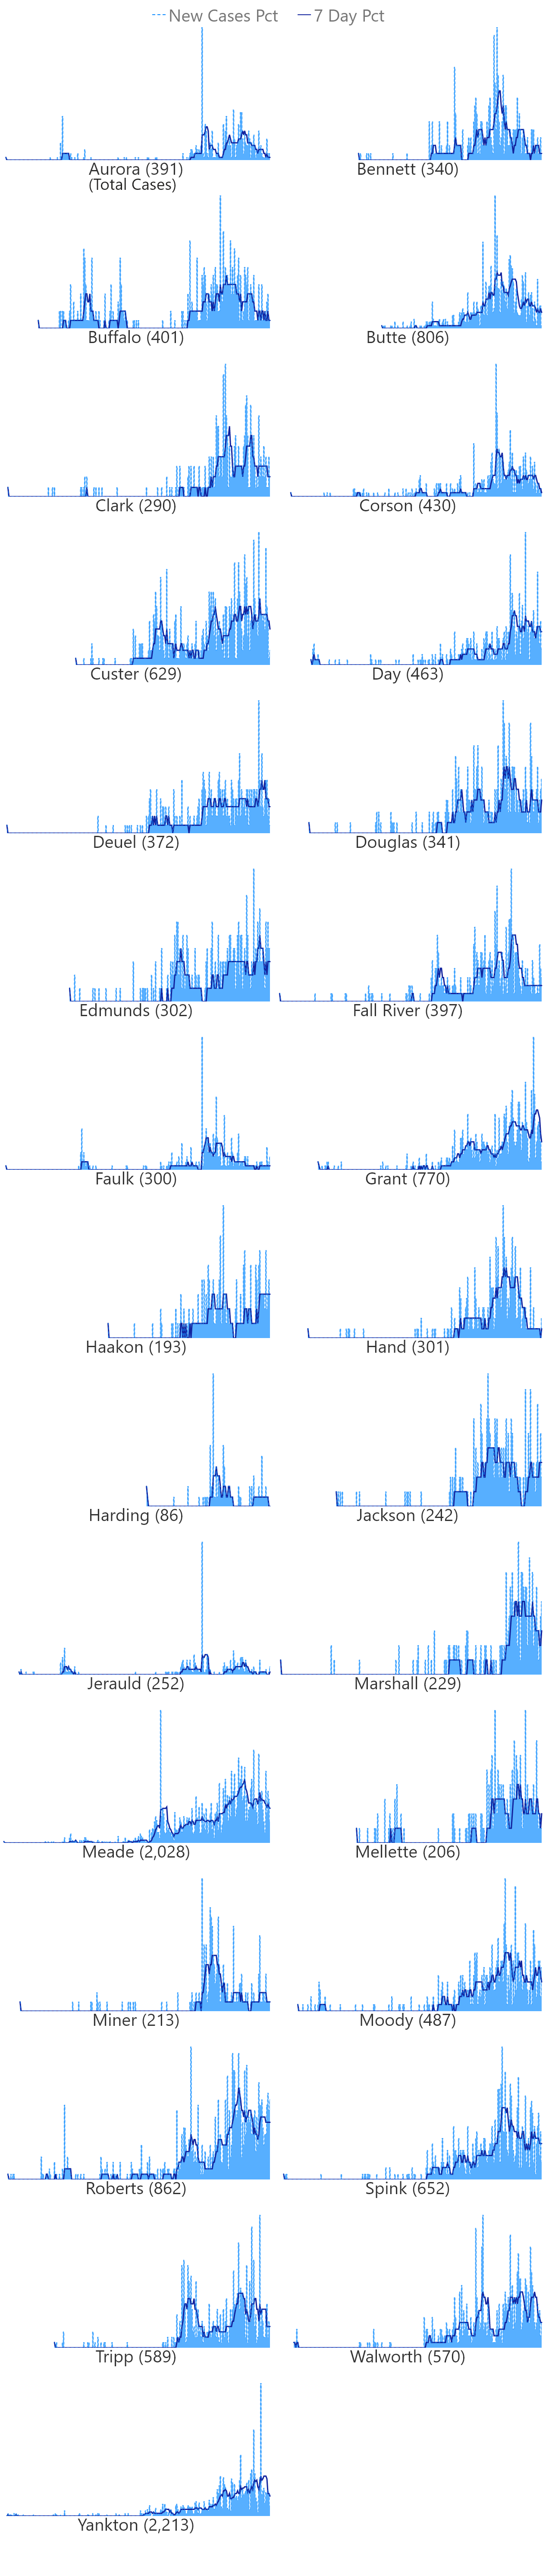 New Cases Pct 7 Day Pct
Aurora (391) Bennett (340)
(Total Cases)
Buffalo (401) Butte (806)
Clark (290) Corson (430)
Custer (629) Day (463)
Deuel (372) Douglas (341)
Edmunds (302) Fall River (397)
Faulk (300) Grant (770)
Haakon (193) Hand (301)
Harding (86) Jackson (242)
Jerauld (252) Marshall (229)
Meade (2,028) Mellette (206)
Miner (213) Moody (487)
Roberts (862) Spink (652)
Tripp (589) Walworth (570)
Yankton (2,213)